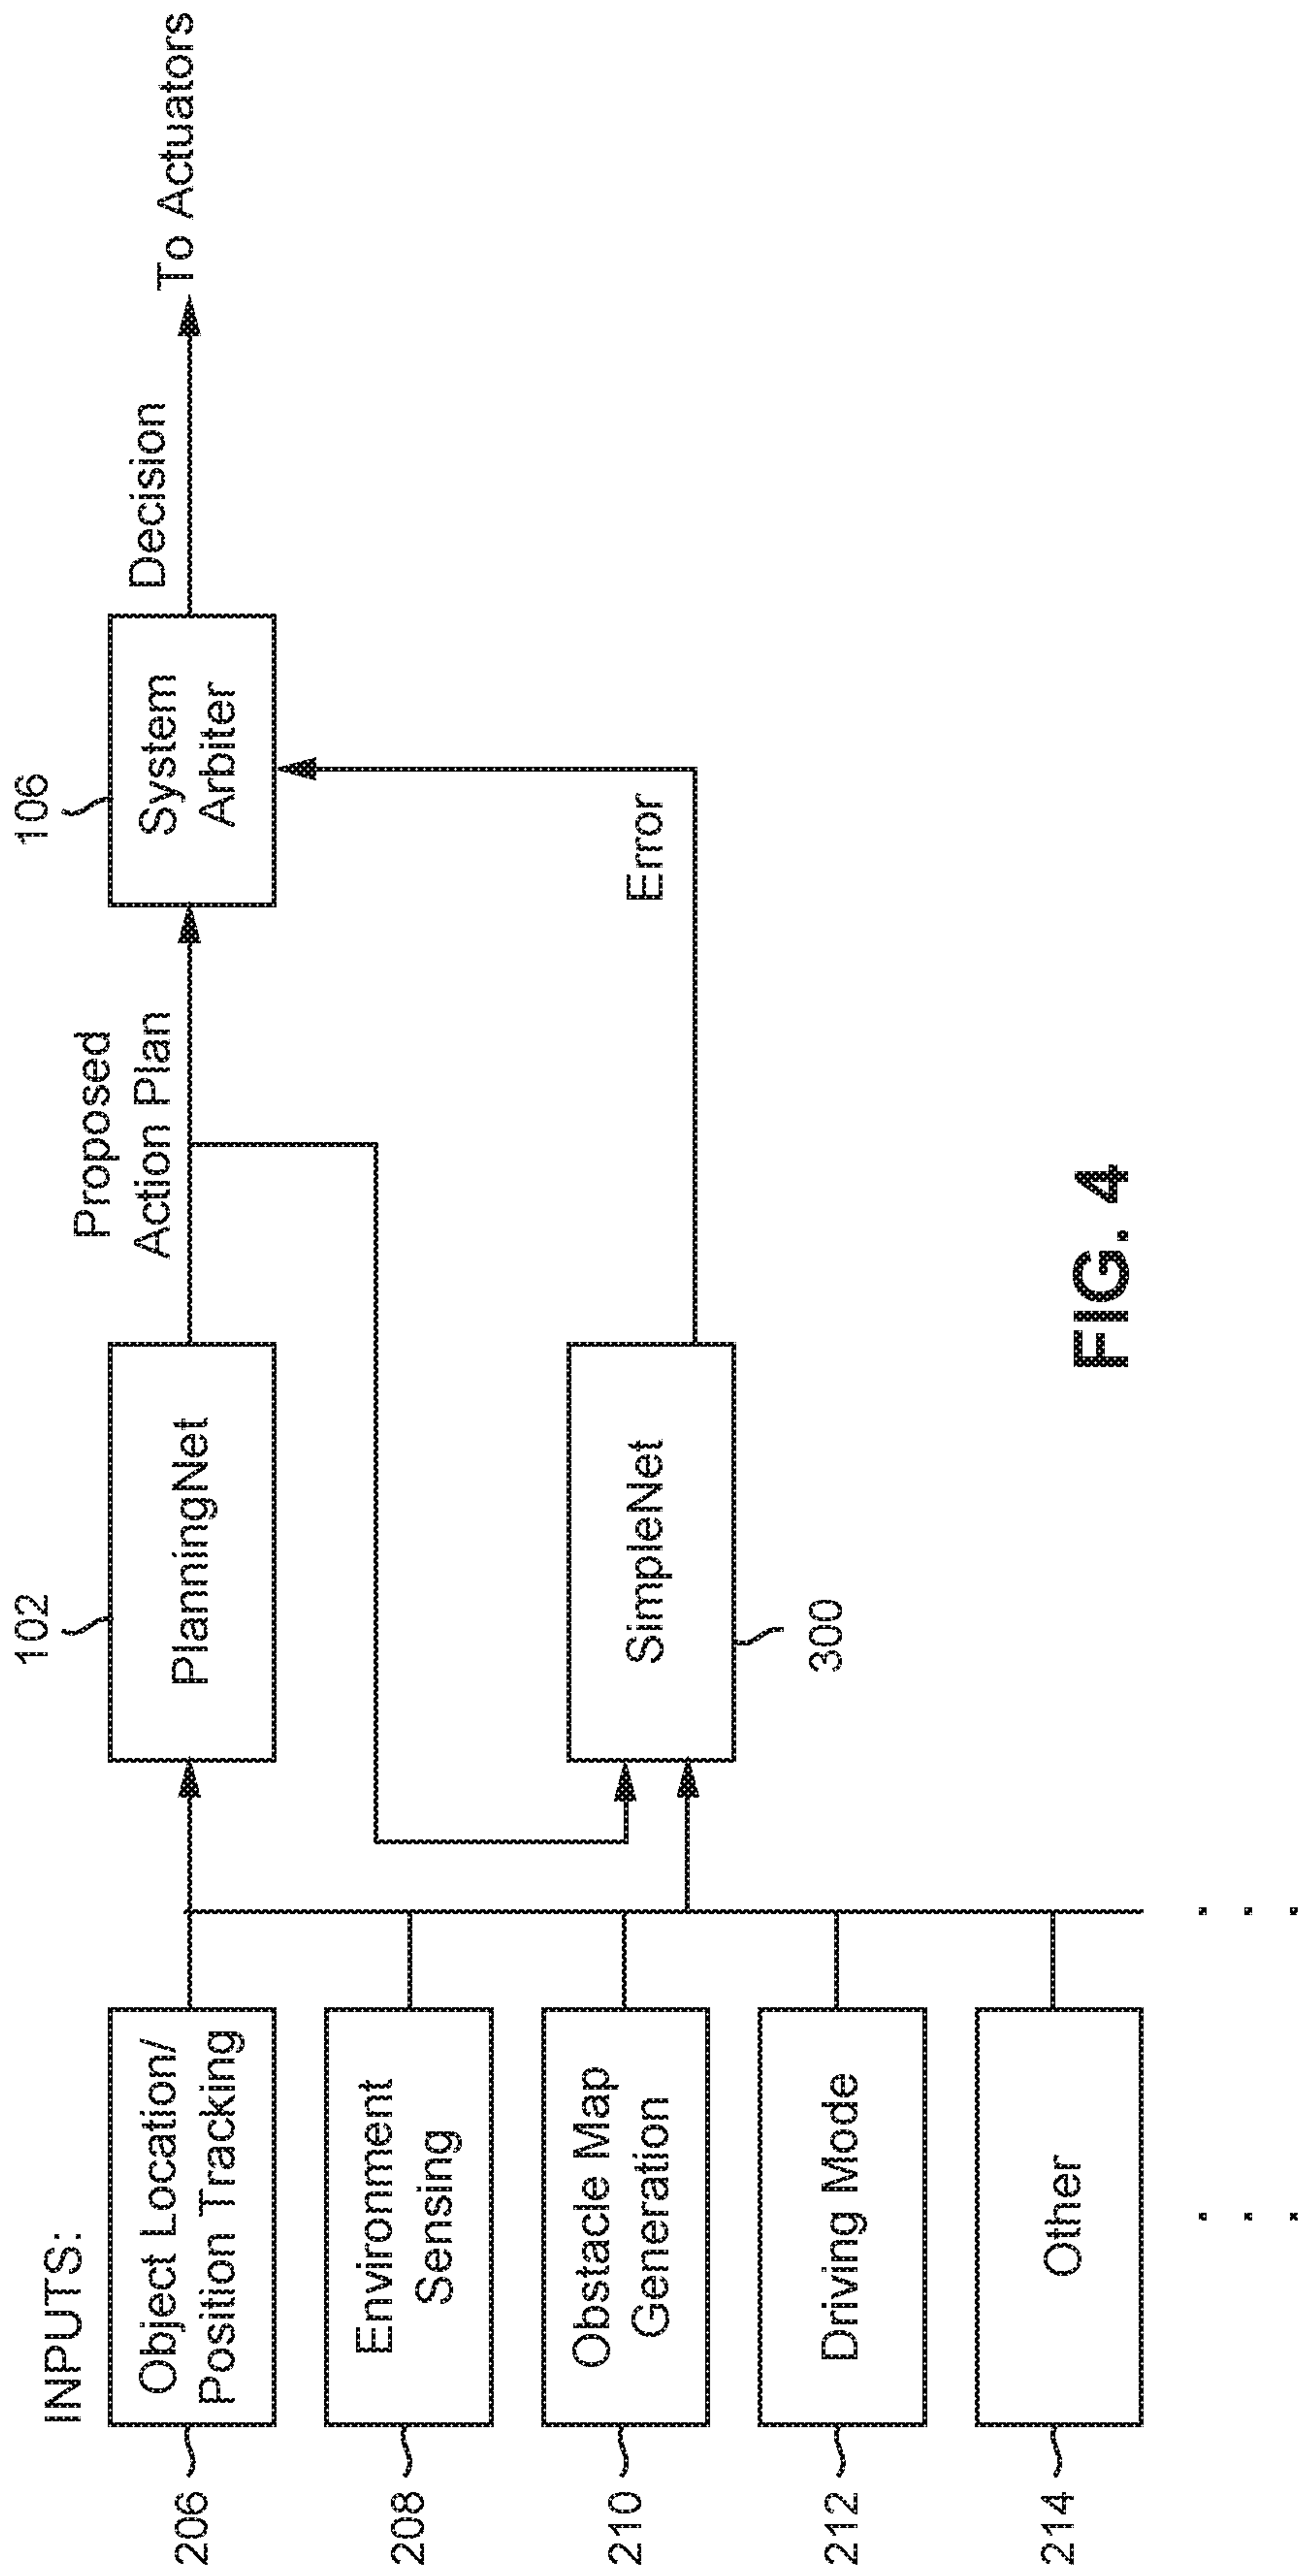 INPUTS:
206
Object Location/
Position Tracking
208
Environment
Sensing
210
Obstacle Map
Generation
212
Driving Mode
214
Other
102
PlanningNet
300
SimpleNet
Proposed
Action Plan
Error
106
System
Arbiter
Decision
To Actuators
FIG. 4